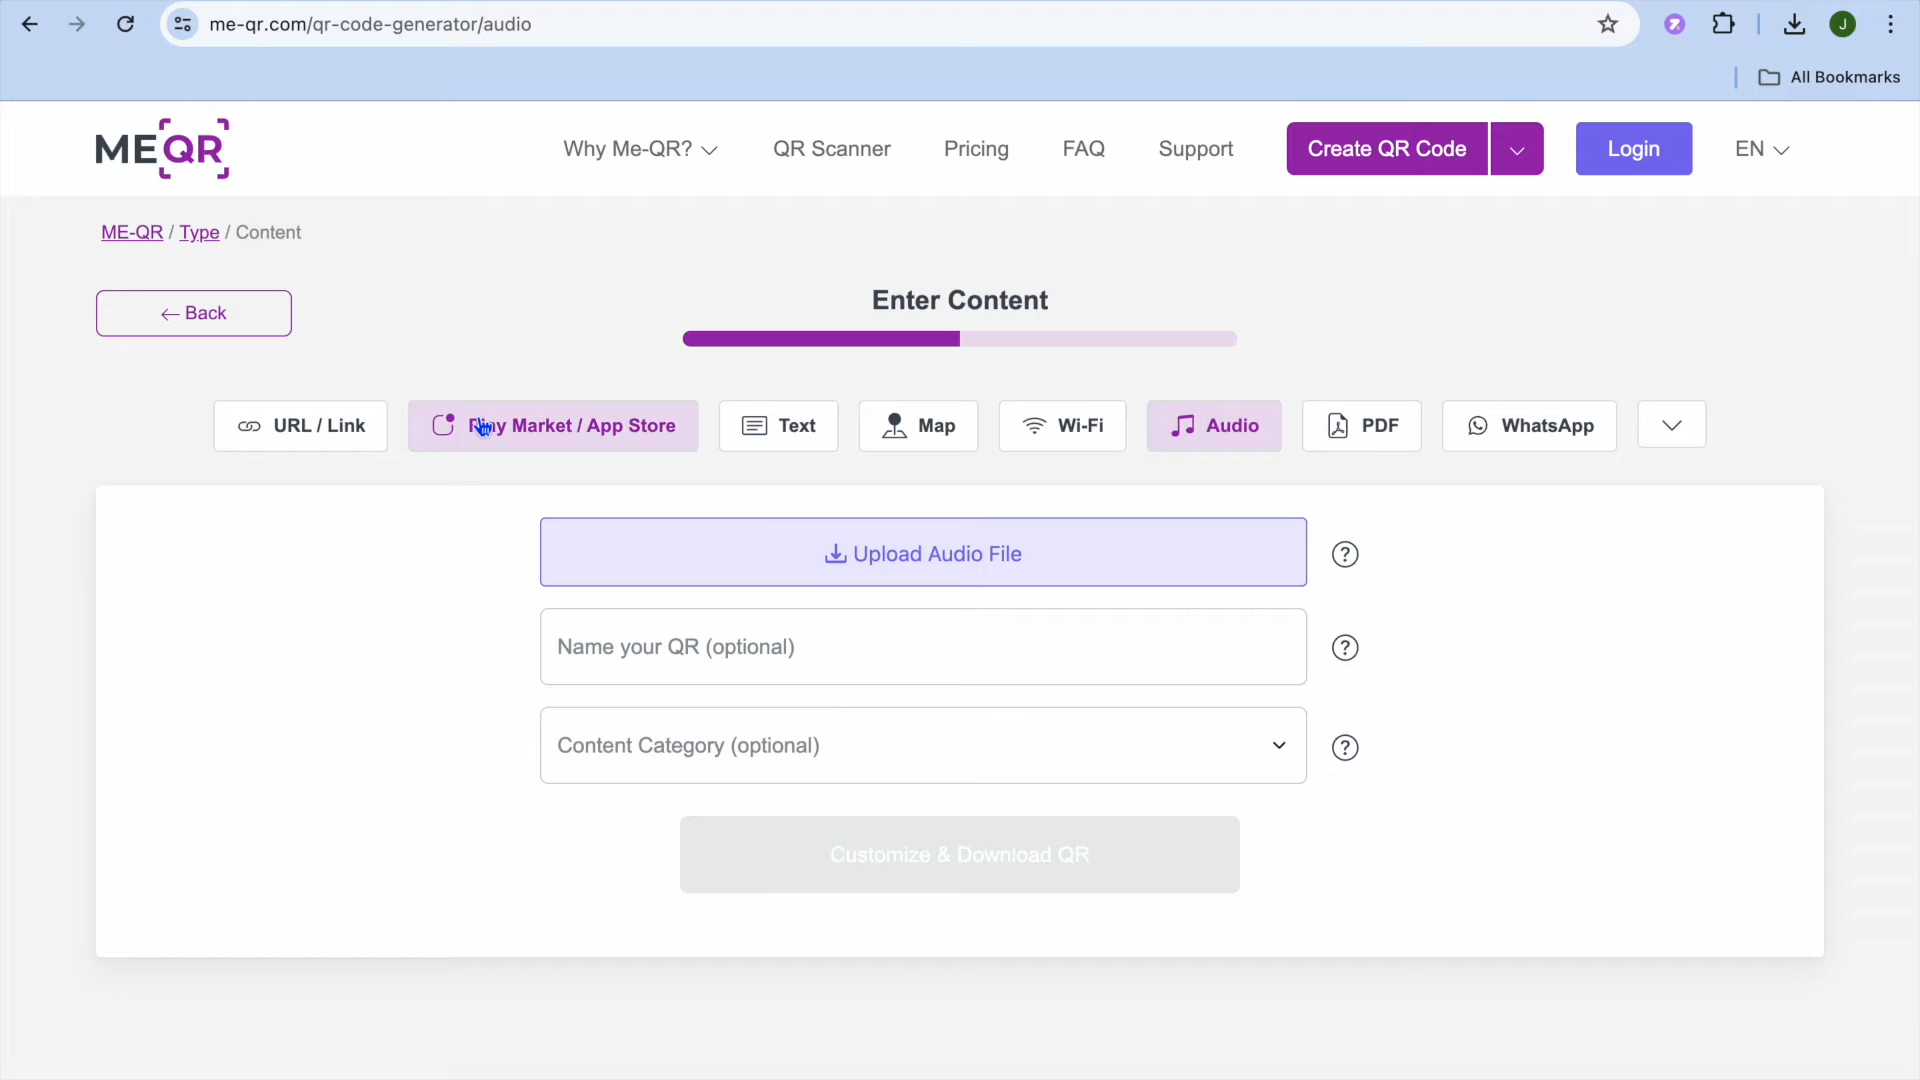 me-qr.com/qr-code-generator/audio
J
All Bookmarks
MEQR
Why Me-QR?
QR Scanner
Pricing
FAQ
Support
Create QR Code
Login
EN
ME-QR / Type / Content
← Back
Enter Content
URL / Link
Market / App Store
Text
Map
Wi-Fi
Audio
PDF
WhatsApp
Upload Audio File
?
Name your QR (optional)
?
Content Category (optional)
?
Customize & Download QR